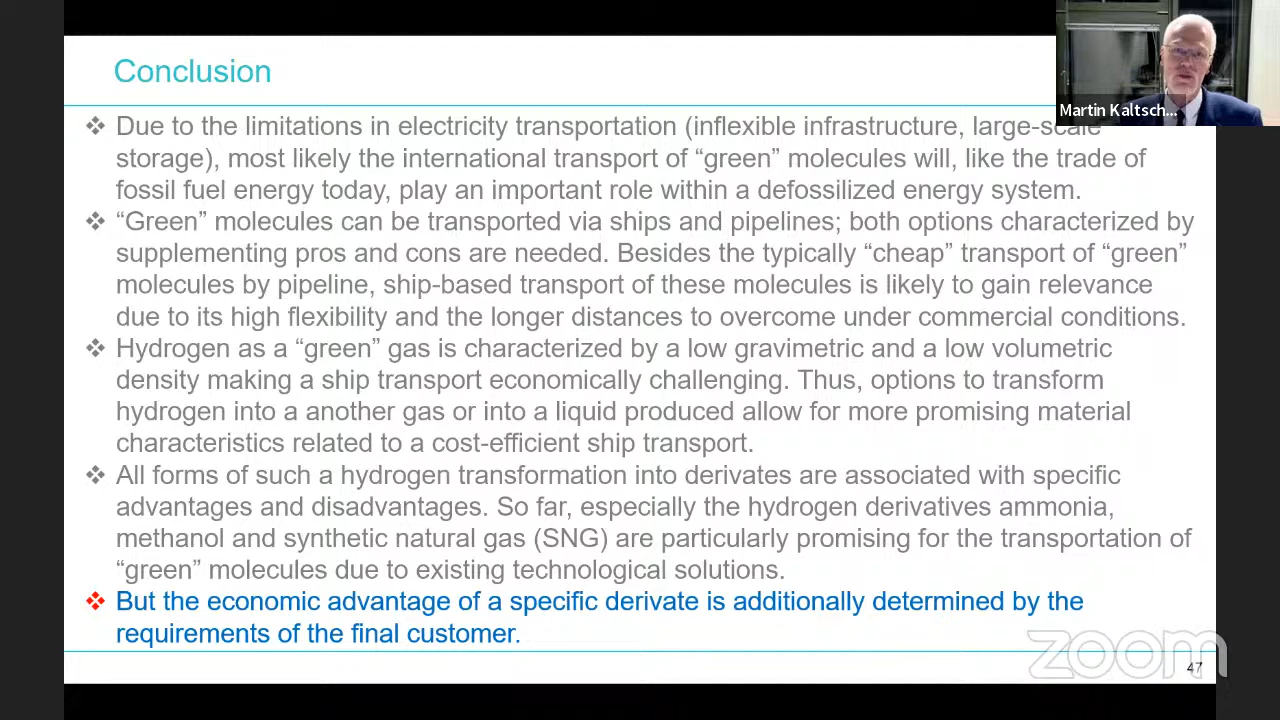 Conclusion
Martin Kaltsch...
❖ Due to the limitations in electricity transportation (inflexible infrastructure, large-scale
storage), most likely the international transport of “green” molecules will, like the trade of
fossil fuel energy today, play an important role within a defossilized energy system.
❖ “Green” molecules can be transported via ships and pipelines; both options characterized by
supplementing pros and cons are needed. Besides the typically “cheap” transport of “green”
molecules by pipeline, ship-based transport of these molecules is likely to gain relevance
due to its high flexibility and the longer distances to overcome under commercial conditions.
❖ Hydrogen as a “green” gas is characterized by a low gravimetric and a low volumetric
density making a ship transport economically challenging. Thus, options to transform
hydrogen into a another gas or into a liquid produced allow for more promising material
characteristics related to a cost-efficient ship transport.
❖ All forms of such a hydrogen transformation into derivates are associated with specific
advantages and disadvantages. So far, especially the hydrogen derivatives ammonia,
methanol and synthetic natural gas (SNG) are particularly promising for the transportation of
“green” molecules due to existing technological solutions.
❖ But the economic advantage of a specific derivate is additionally determined by the
requirements of the final customer.
zoom
47